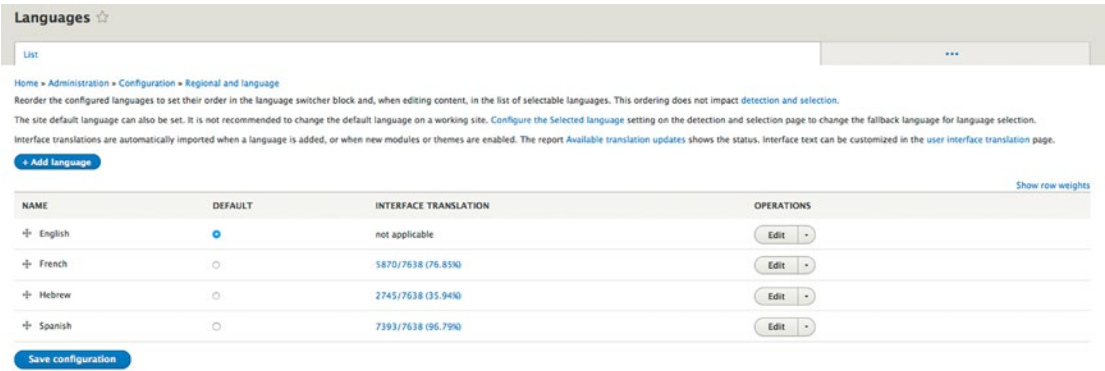 Languages
List
•••
Home » Administration » Configuration » Regional and language
Reorder the configured languages to set their order in the language switcher block and, when editing content, in the list of selectable languages. This ordering does not impact detection and selection.
The site default language can also be set. It is not recommended to change the default language on a working site. Configure the Selected language setting on the detection and selection page to change the fallback language for language selection.
Interface translations are automatically imported when a language is added, or when new modules or themes are enabled. The report Available translation updates shows the status. Interface text can be customized in the user interface translation page.
+ Add language
Show row weights
NAME DEFAULT INTERFACE TRANSLATION OPERATIONS
English not applicable Edit
French 5870/7638 (76.85%) Edit
Hebrew 2745/7638 (35.94%) Edit
Spanish 7393/7638 (96.79%) Edit
Save configuration